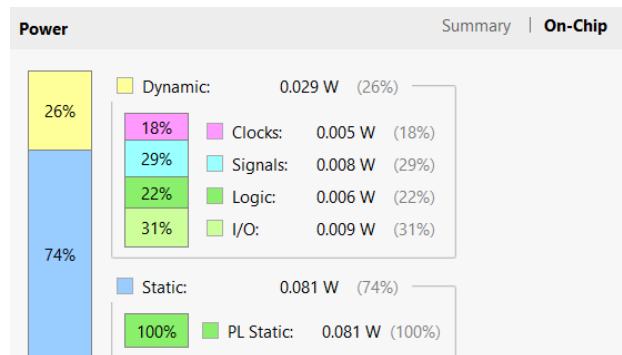 Power Summary | On-Chip
Dynamic: 0.029 W (26%)
26%
18% Clocks: 0.005 W (18%)
29% Signals: 0.008 W (29%)
22% Logic: 0.006 W (22%)
31% I/O: 0.009 W (31%)
74%
Static: 0.081 W (74%)
100% PL Static: 0.081 W (100%)